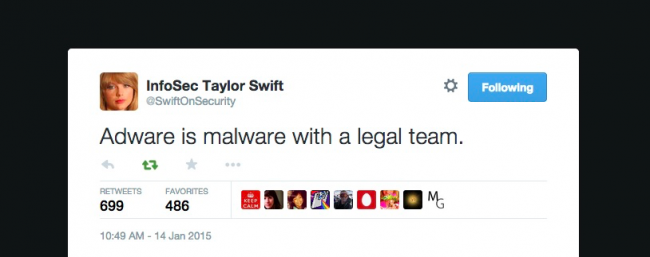 InfoSec Taylor Swift
@SwiftOnSecurity
Following
Adware is malware with a legal team.
RETWEETS
699
FAVORITES
486
KEEP
CALM
MG
10:49 AM - 14 Jan 2015